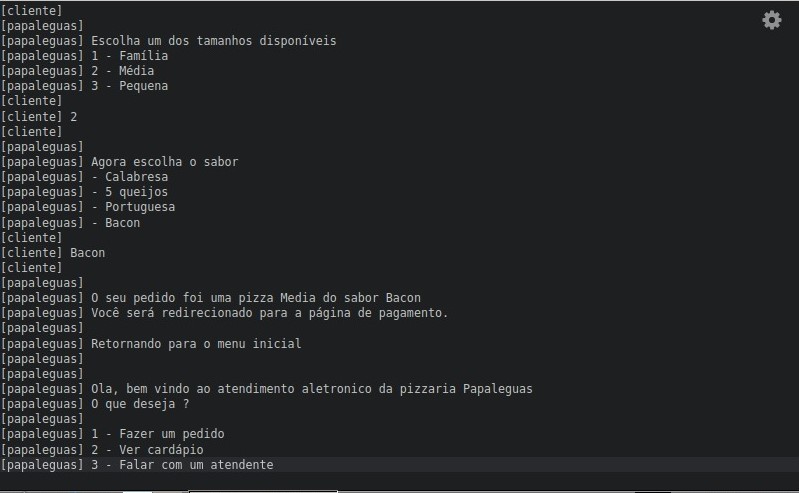 [cliente]
[papaleguas]
[papaleguas] Escolha um dos tamanhos disponíveis
[papaleguas] 1 - Família
[papaleguas] 2 - Média
[papaleguas] 3 - Pequena
[cliente]
[cliente] 2
[cliente]
[papaleguas]
[papaleguas] Agora escolha o sabor
[papaleguas] - Calabresa
[papaleguas] - 5 queijos
[papaleguas] - Portuguesa
[papaleguas] - Bacon
[cliente]
[cliente] Bacon
[cliente]
[papaleguas]
[papaleguas] O seu pedido foi uma pizza Media do sabor Bacon
[papaleguas] Você será redirecionado para a página de pagamento.
[papaleguas]
[papaleguas] Retornando para o menu inicial
[papaleguas]
[papaleguas]
[papaleguas] Ola, bem vindo ao atendimento aletronico da pizzaria Papaleguas
[papaleguas] O que deseja ?
[papaleguas]
[papaleguas] 1 - Fazer um pedido
[papaleguas] 2 - Ver cardápio
[papaleguas] 3 - Falar com um atendente